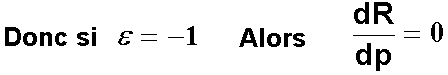 Donc si ε = −1 Alors dR/dp = 0